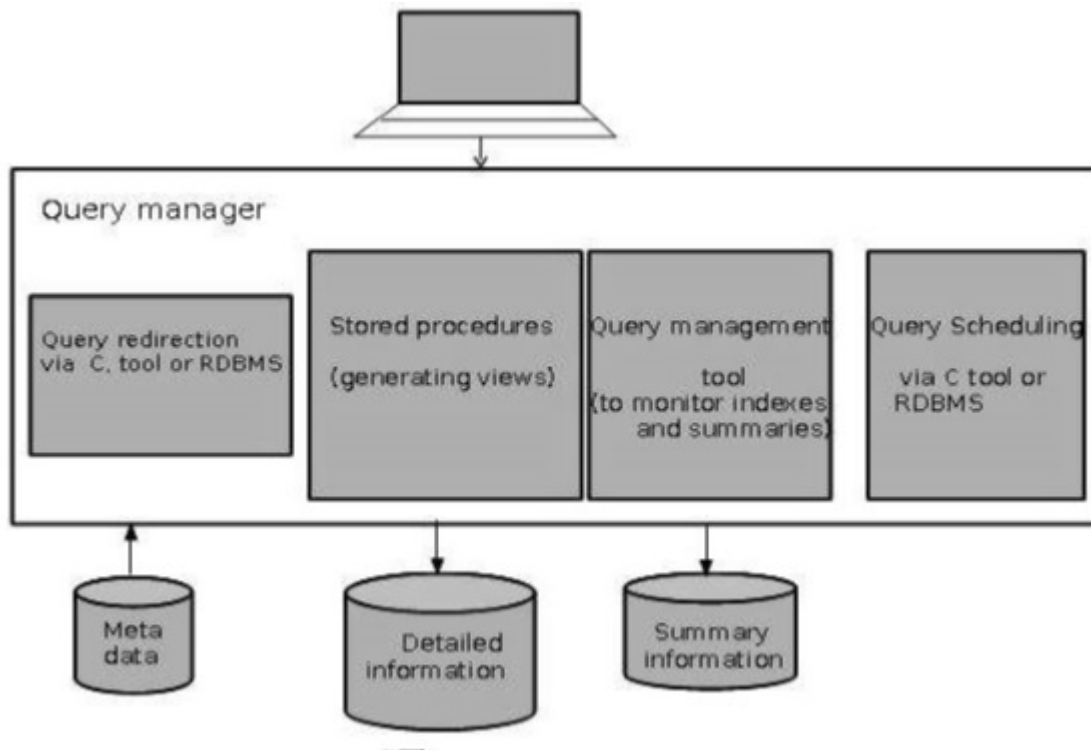 Query manager
Query redirection
via C, tool or RDBMS
Stored procedures
(generating views)
Query management
tool
(to monitor indexes
and summaries)
Query Scheduling
via C tool or
RDBMS
Meta
data
Detailed
information
Summary
information